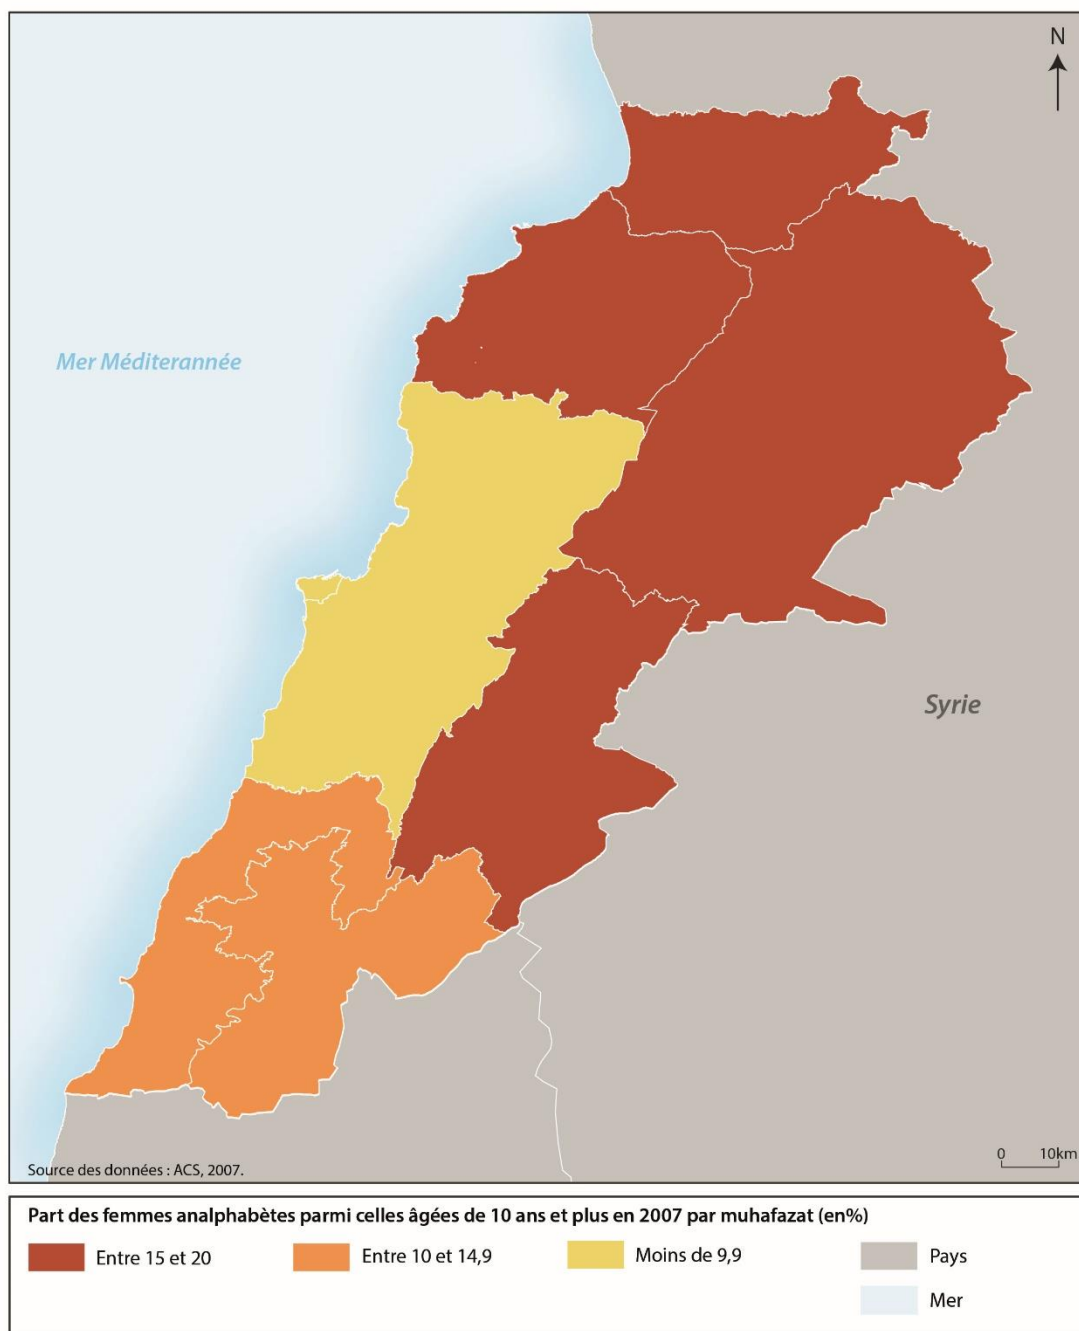 N
Mer Méditerannée
Syrie
Source des données : ACS, 2007.
0 10km
Part des femmes analphabètes parmi celles âgées de 10 ans et plus en 2007 par muhafazat (en%)
Entre 15 et 20
Entre 10 et 14,9
Moins de 9,9
Pays
Mer